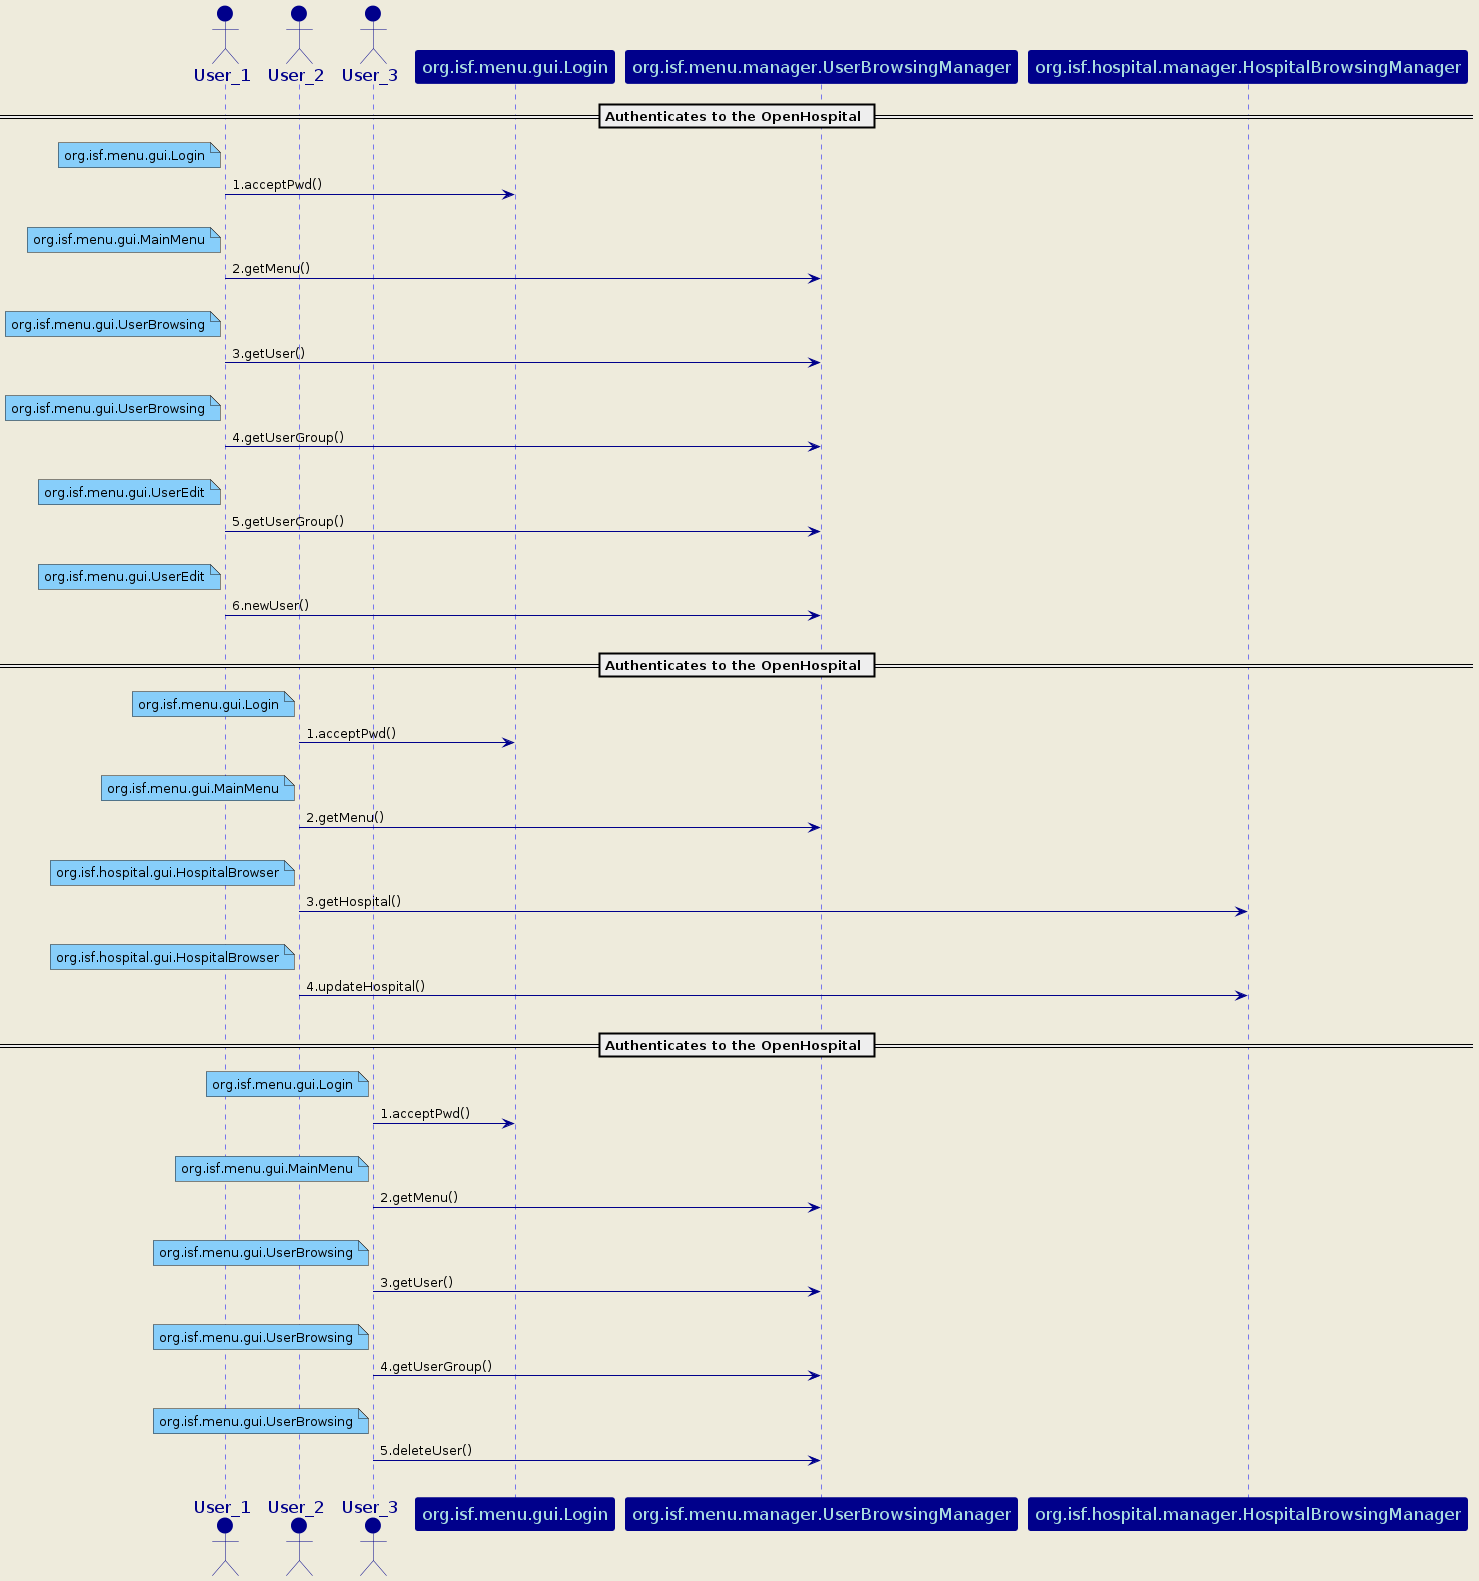 User_1 User_2 User_3 org.isf.menu.gui.Login org.isf.menu.manager.UserBrowsingManager org.isf.hospital.manager.HospitalBrowsingManager
Authenticates to the OpenHospital
org.isf.menu.gui.Login
1.acceptPwd()
org.isf.menu.gui.MainMenu
2.getMenu()
org.isf.menu.gui.UserBrowsing
3.getUser()
org.isf.menu.gui.UserBrowsing
4.getUserGroup()
org.isf.menu.gui.UserEdit
5.getUserGroup()
org.isf.menu.gui.UserEdit
6.newUser()
Authenticates to the OpenHospital
org.isf.menu.gui.Login
1.acceptPwd()
org.isf.menu.gui.MainMenu
2.getMenu()
org.isf.hospital.gui.HospitalBrowser
3.getHospital()
org.isf.hospital.gui.HospitalBrowser
4.updateHospital()
Authenticates to the OpenHospital
org.isf.menu.gui.Login
1.acceptPwd()
org.isf.menu.gui.MainMenu
2.getMenu()
org.isf.menu.gui.UserBrowsing
3.getUser()
org.isf.menu.gui.UserBrowsing
4.getUserGroup()
org.isf.menu.gui.UserBrowsing
5.deleteUser()
User_1 User_2 User_3 org.isf.menu.gui.Login org.isf.menu.manager.UserBrowsingManager org.isf.hospital.manager.HospitalBrowsingManager